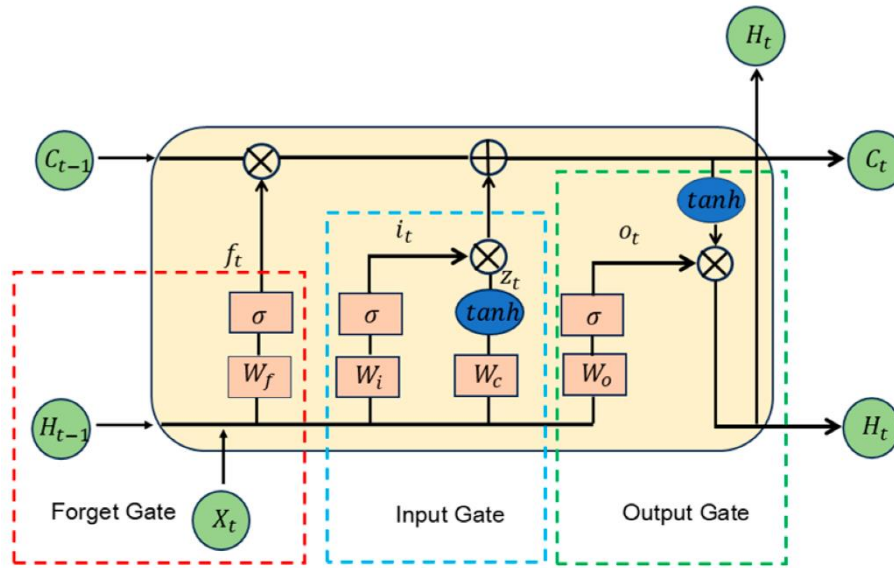 H_t
C_{t-1}
C_t
tanh
i_t
o_t
f_t
z_t
σ
σ
tanh
σ
W_f
W_i
W_c
W_o
H_{t-1}
H_t
X_t
Forget Gate
Input Gate
Output Gate